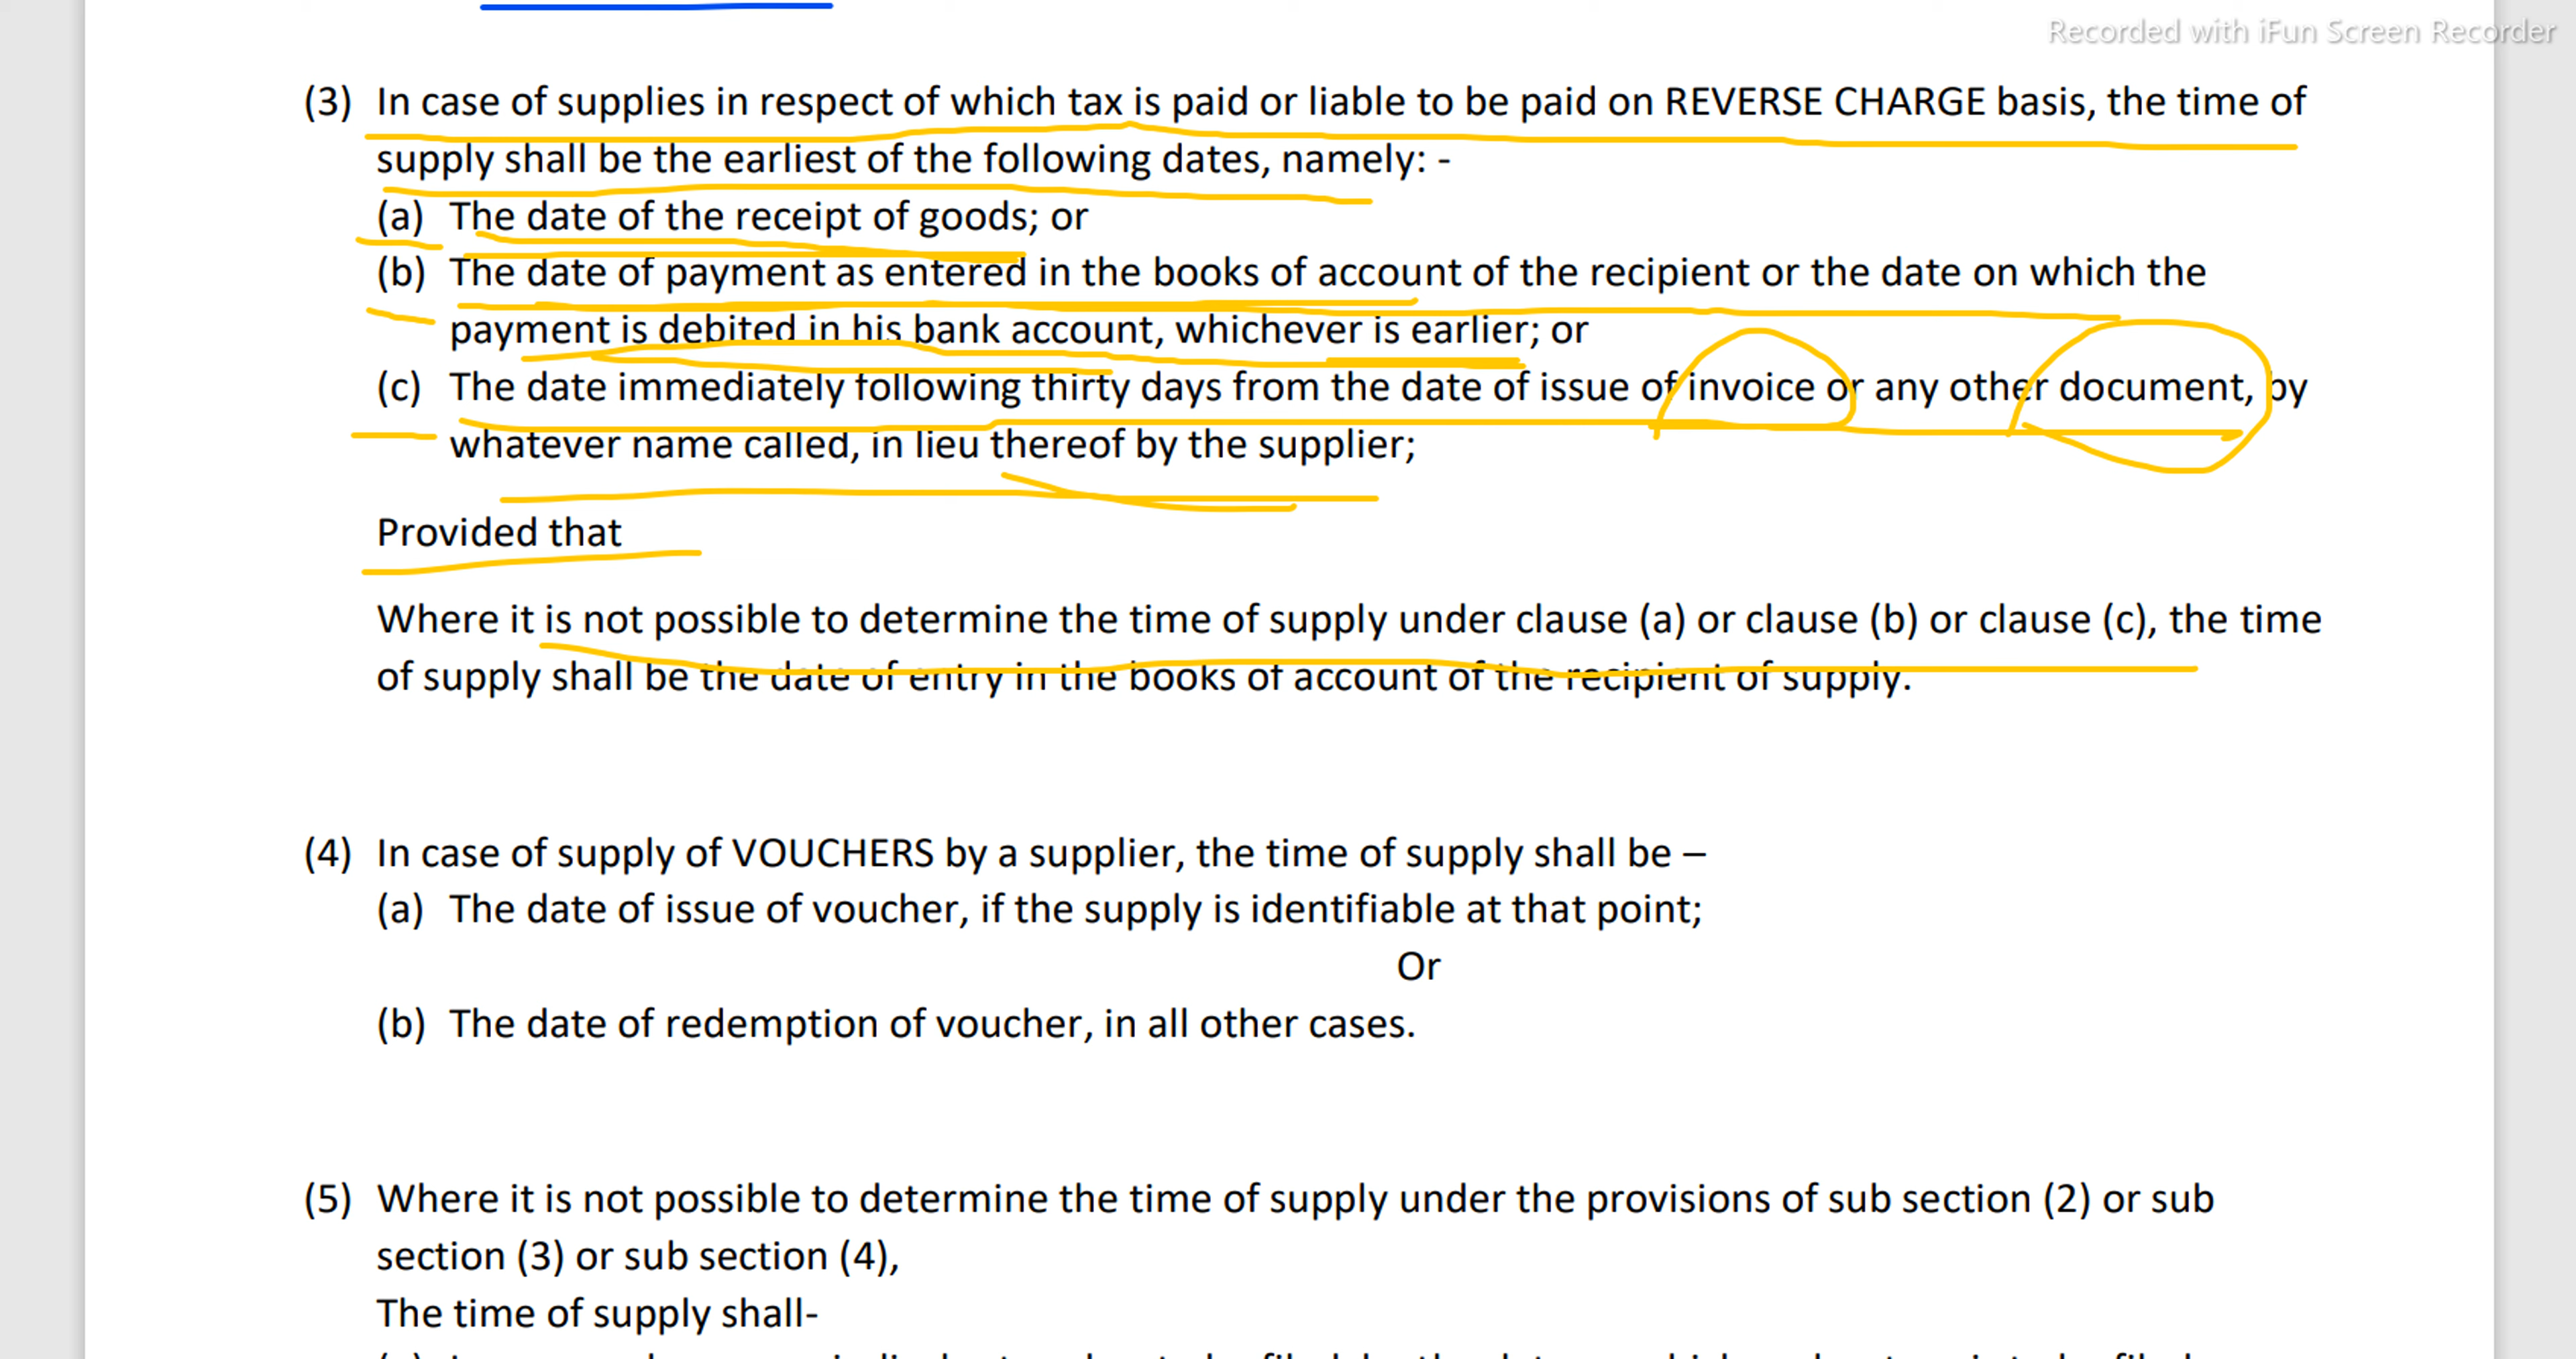 Recorded with iFun Screen Recorder
(3) In case of supplies in respect of which tax is paid or liable to be paid on REVERSE CHARGE basis, the time of
supply shall be the earliest of the following dates, namely: -
(a) The date of the receipt of goods; or
(b) The date of payment as entered in the books of account of the recipient or the date on which the
payment is debited in his bank account, whichever is earlier; or
(c) The date immediately following thirty days from the date of issue of invoice or any other document, by
whatever name called, in lieu thereof by the supplier;
Provided that
Where it is not possible to determine the time of supply under clause (a) or clause (b) or clause (c), the time
of supply shall be the date of entry in the books of account of the recipient of supply.
(4) In case of supply of VOUCHERS by a supplier, the time of supply shall be –
(a) The date of issue of voucher, if the supply is identifiable at that point;
Or
(b) The date of redemption of voucher, in all other cases.
(5) Where it is not possible to determine the time of supply under the provisions of sub section (2) or sub
section (3) or sub section (4),
The time of supply shall-